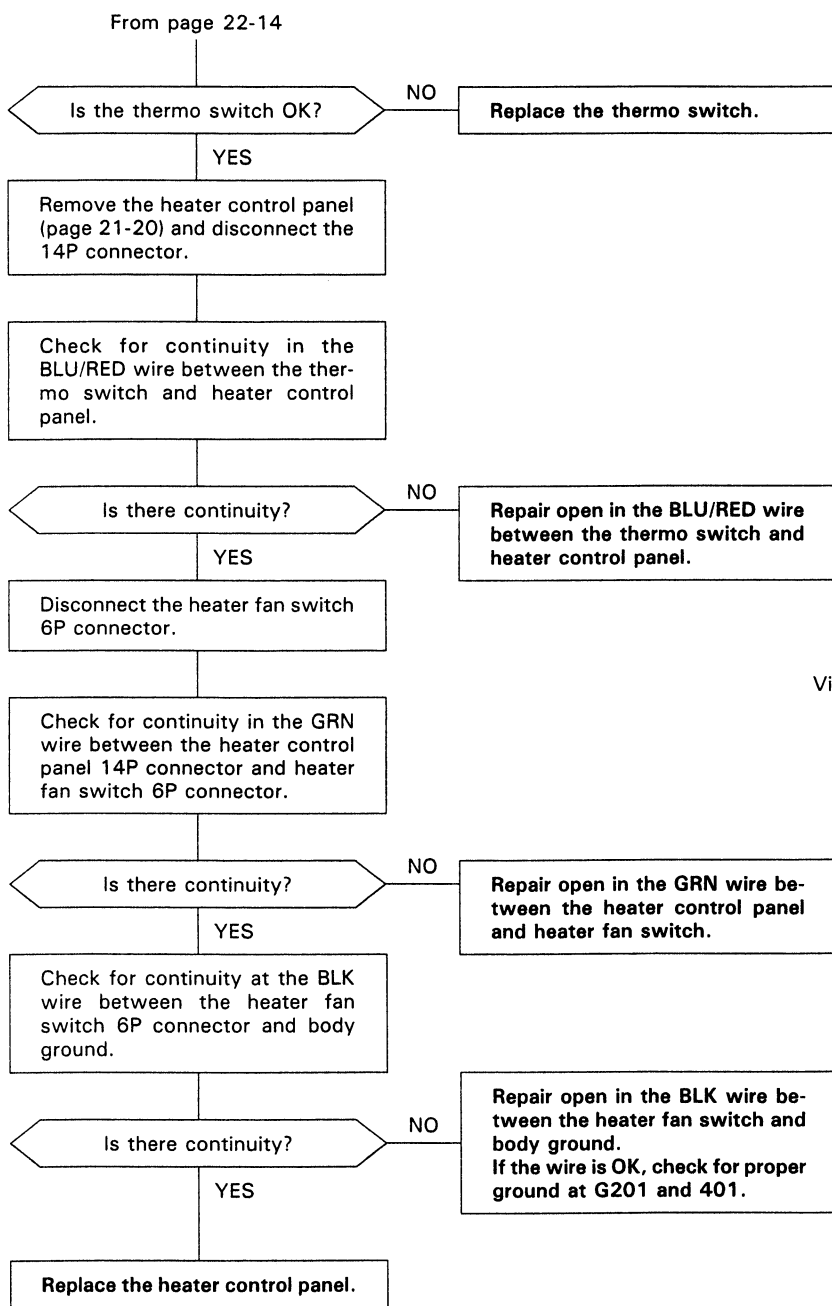 From page 22-14
Is the thermo switch OK?
NO
Replace the thermo switch.
YES
Remove the heater control panel
(page 21-20) and disconnect the
14P connector.
Check for continuity in the
BLU/RED wire between the ther-
mo switch and heater control
panel.
Is there continuity?
NO
Repair open in the BLU/RED wire
between the thermo switch and
heater control panel.
YES
Disconnect the heater fan switch
6P connector.
Vi
Check for continuity in the GRN
wire between the heater control
panel 14P connector and heater
fan switch 6P connector.
Is there continuity?
NO
Repair open in the GRN wire be-
tween the heater control panel
and heater fan switch.
YES
Check for continuity at the BLK
wire between the heater fan
switch 6P connector and body
ground.
Is there continuity?
NO
Repair open in the BLK wire be-
tween the heater fan switch and
body ground.
If the wire is OK, check for proper
ground at G201 and 401.
YES
Replace the heater control panel.